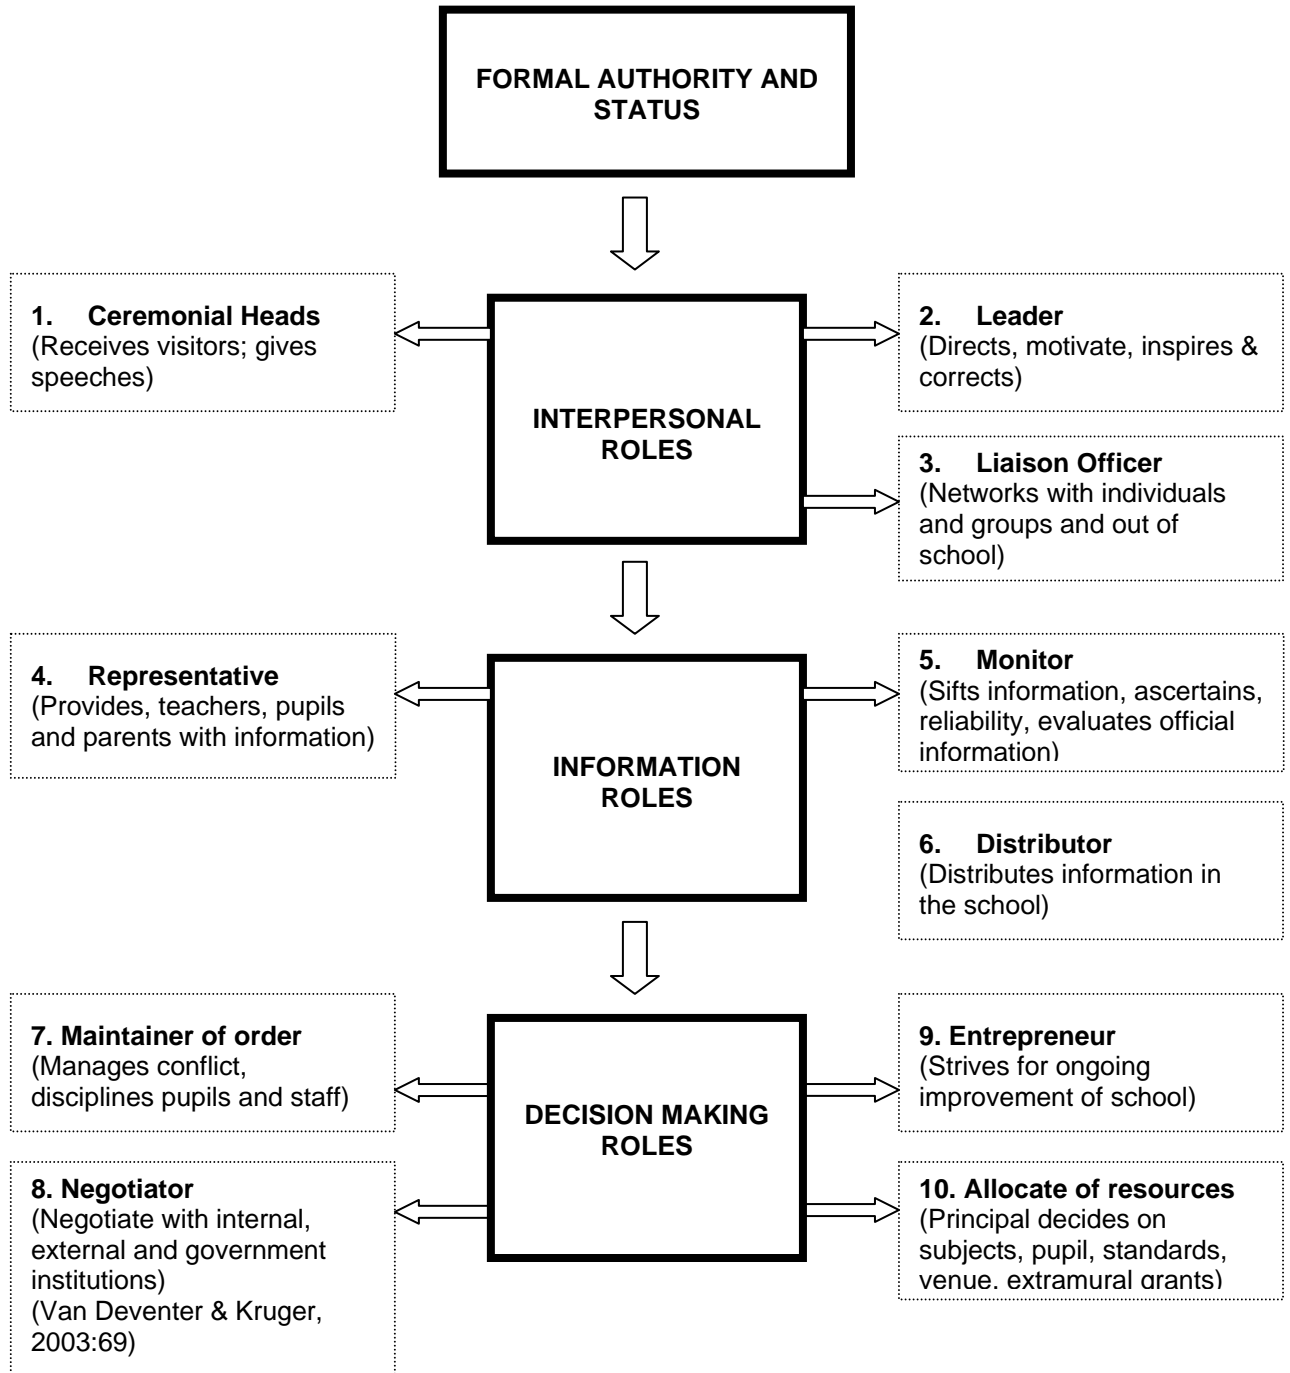 FORMAL AUTHORITY AND
STATUS
1. Ceremonial Heads
(Receives visitors; gives
speeches)
INTERPERSONAL
ROLES
2. Leader
(Directs, motivate, inspires &
corrects)
3. Liaison Officer
(Networks with individuals
and groups and out of
school)
4. Representative
(Provides, teachers, pupils
and parents with information)
INFORMATION
ROLES
5. Monitor
(Sifts information, ascertains,
reliability, evaluates official
information)
6. Distributor
(Distributes information in
the school)
7. Maintainer of order
(Manages conflict,
disciplines pupils and staff)
8. Negotiator
(Negotiate with internal,
external and government
institutions)
(Van Deventer & Kruger,
2003:69)
DECISION MAKING
ROLES
9. Entrepreneur
(Strives for ongoing
improvement of school)
10. Allocate of resources
(Principal decides on
subjects, pupil, standards,
venue, extramural grants)